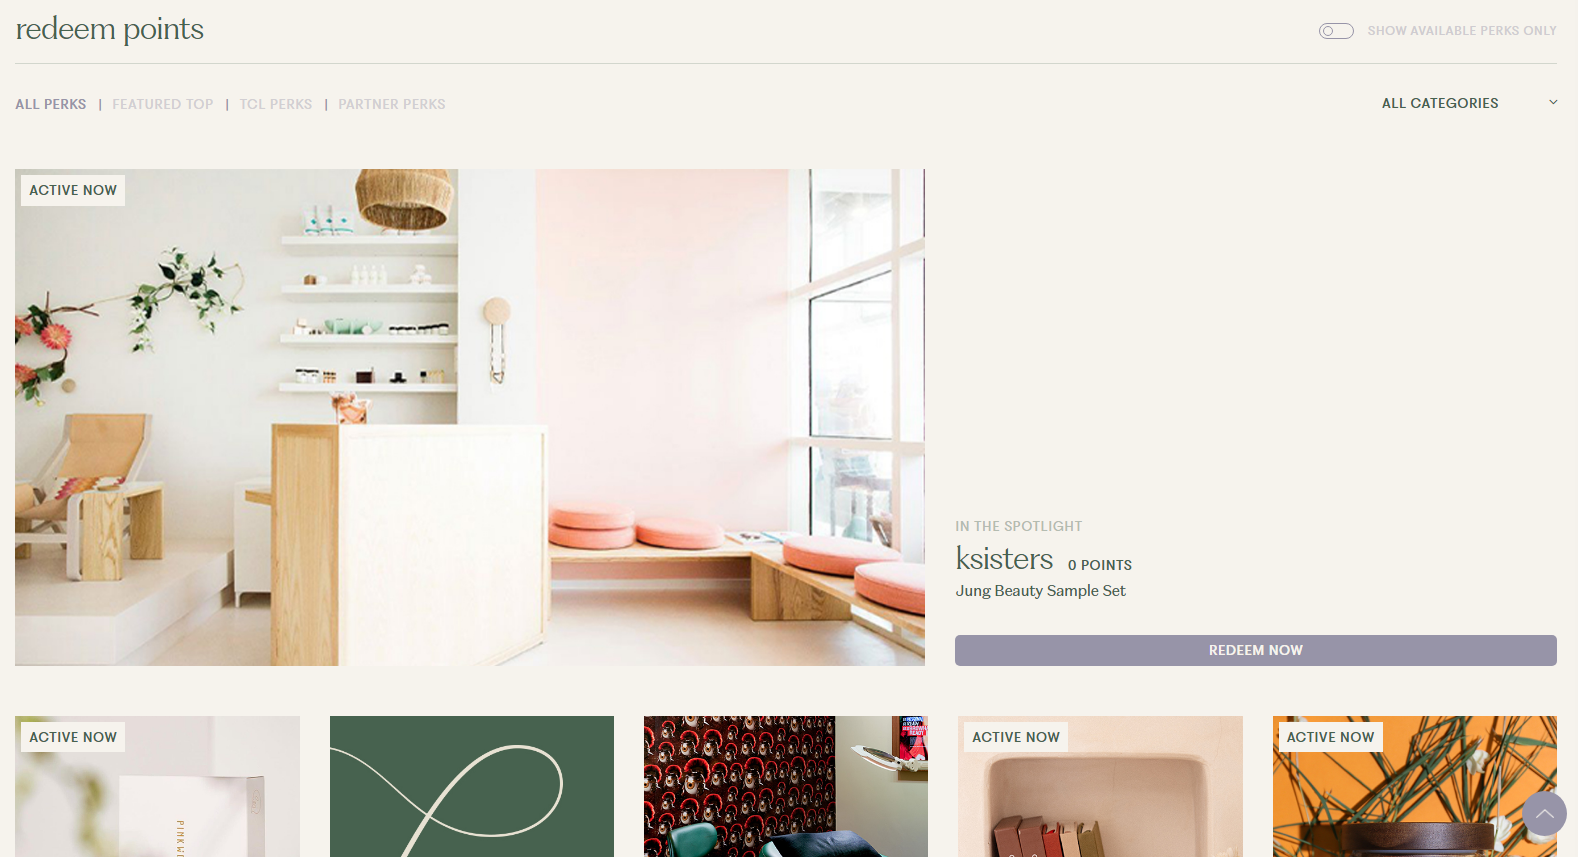 redeem points
SHOW AVAILABLE PERKS ONLY
ALL PERKS | FEATURED TOP | TCL PERKS | PARTNER PERKS
ALL CATEGORIES
ACTIVE NOW
IN THE SPOTLIGHT
ksisters 0 POINTS
Jung Beauty Sample Set
REDEEM NOW
ACTIVE NOW
ACTIVE NOW
ACTIVE NOW